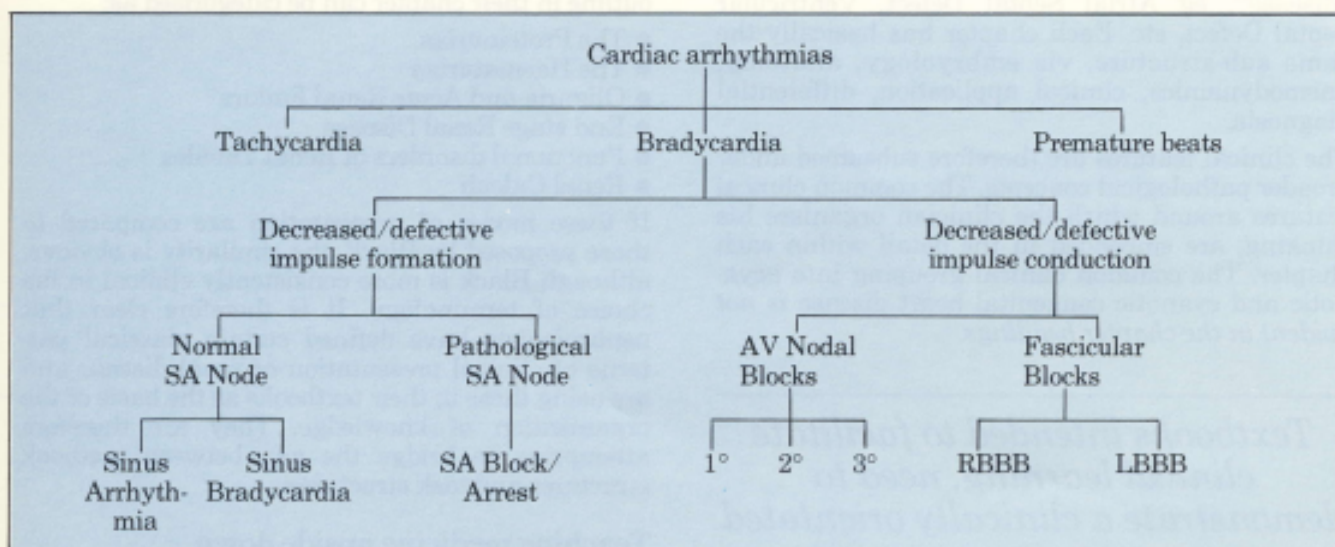 Cardiac arrhythmias
Tachycardia Bradycardia Premature beats
Decreased/defective
impulse formation
Decreased/defective
impulse conduction
Normal
SA Node
Pathological
SA Node
AV Nodal
Blocks
Fascicular
Blocks
Sinus
Arrhyth-
mia
Sinus
Bradycardia
SA Block/
Arrest
1° 2° 3°
RBBB LBBB